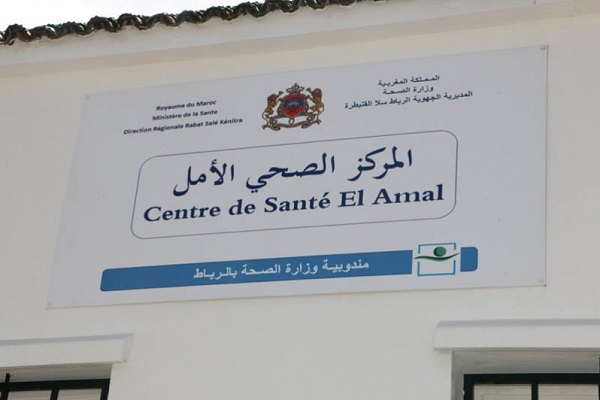 Royaume du Maroc
Ministère de la Sante
Direction Régionale Rabat Salé Kénitra
المملكة المغربية
وزارة الصحة
المديرية الجهوية الرباط سلا القنيطرة
المركز الصحي الأمل
Centre de Santé El Amal
مندوبية وزارة الصحة بالرباط